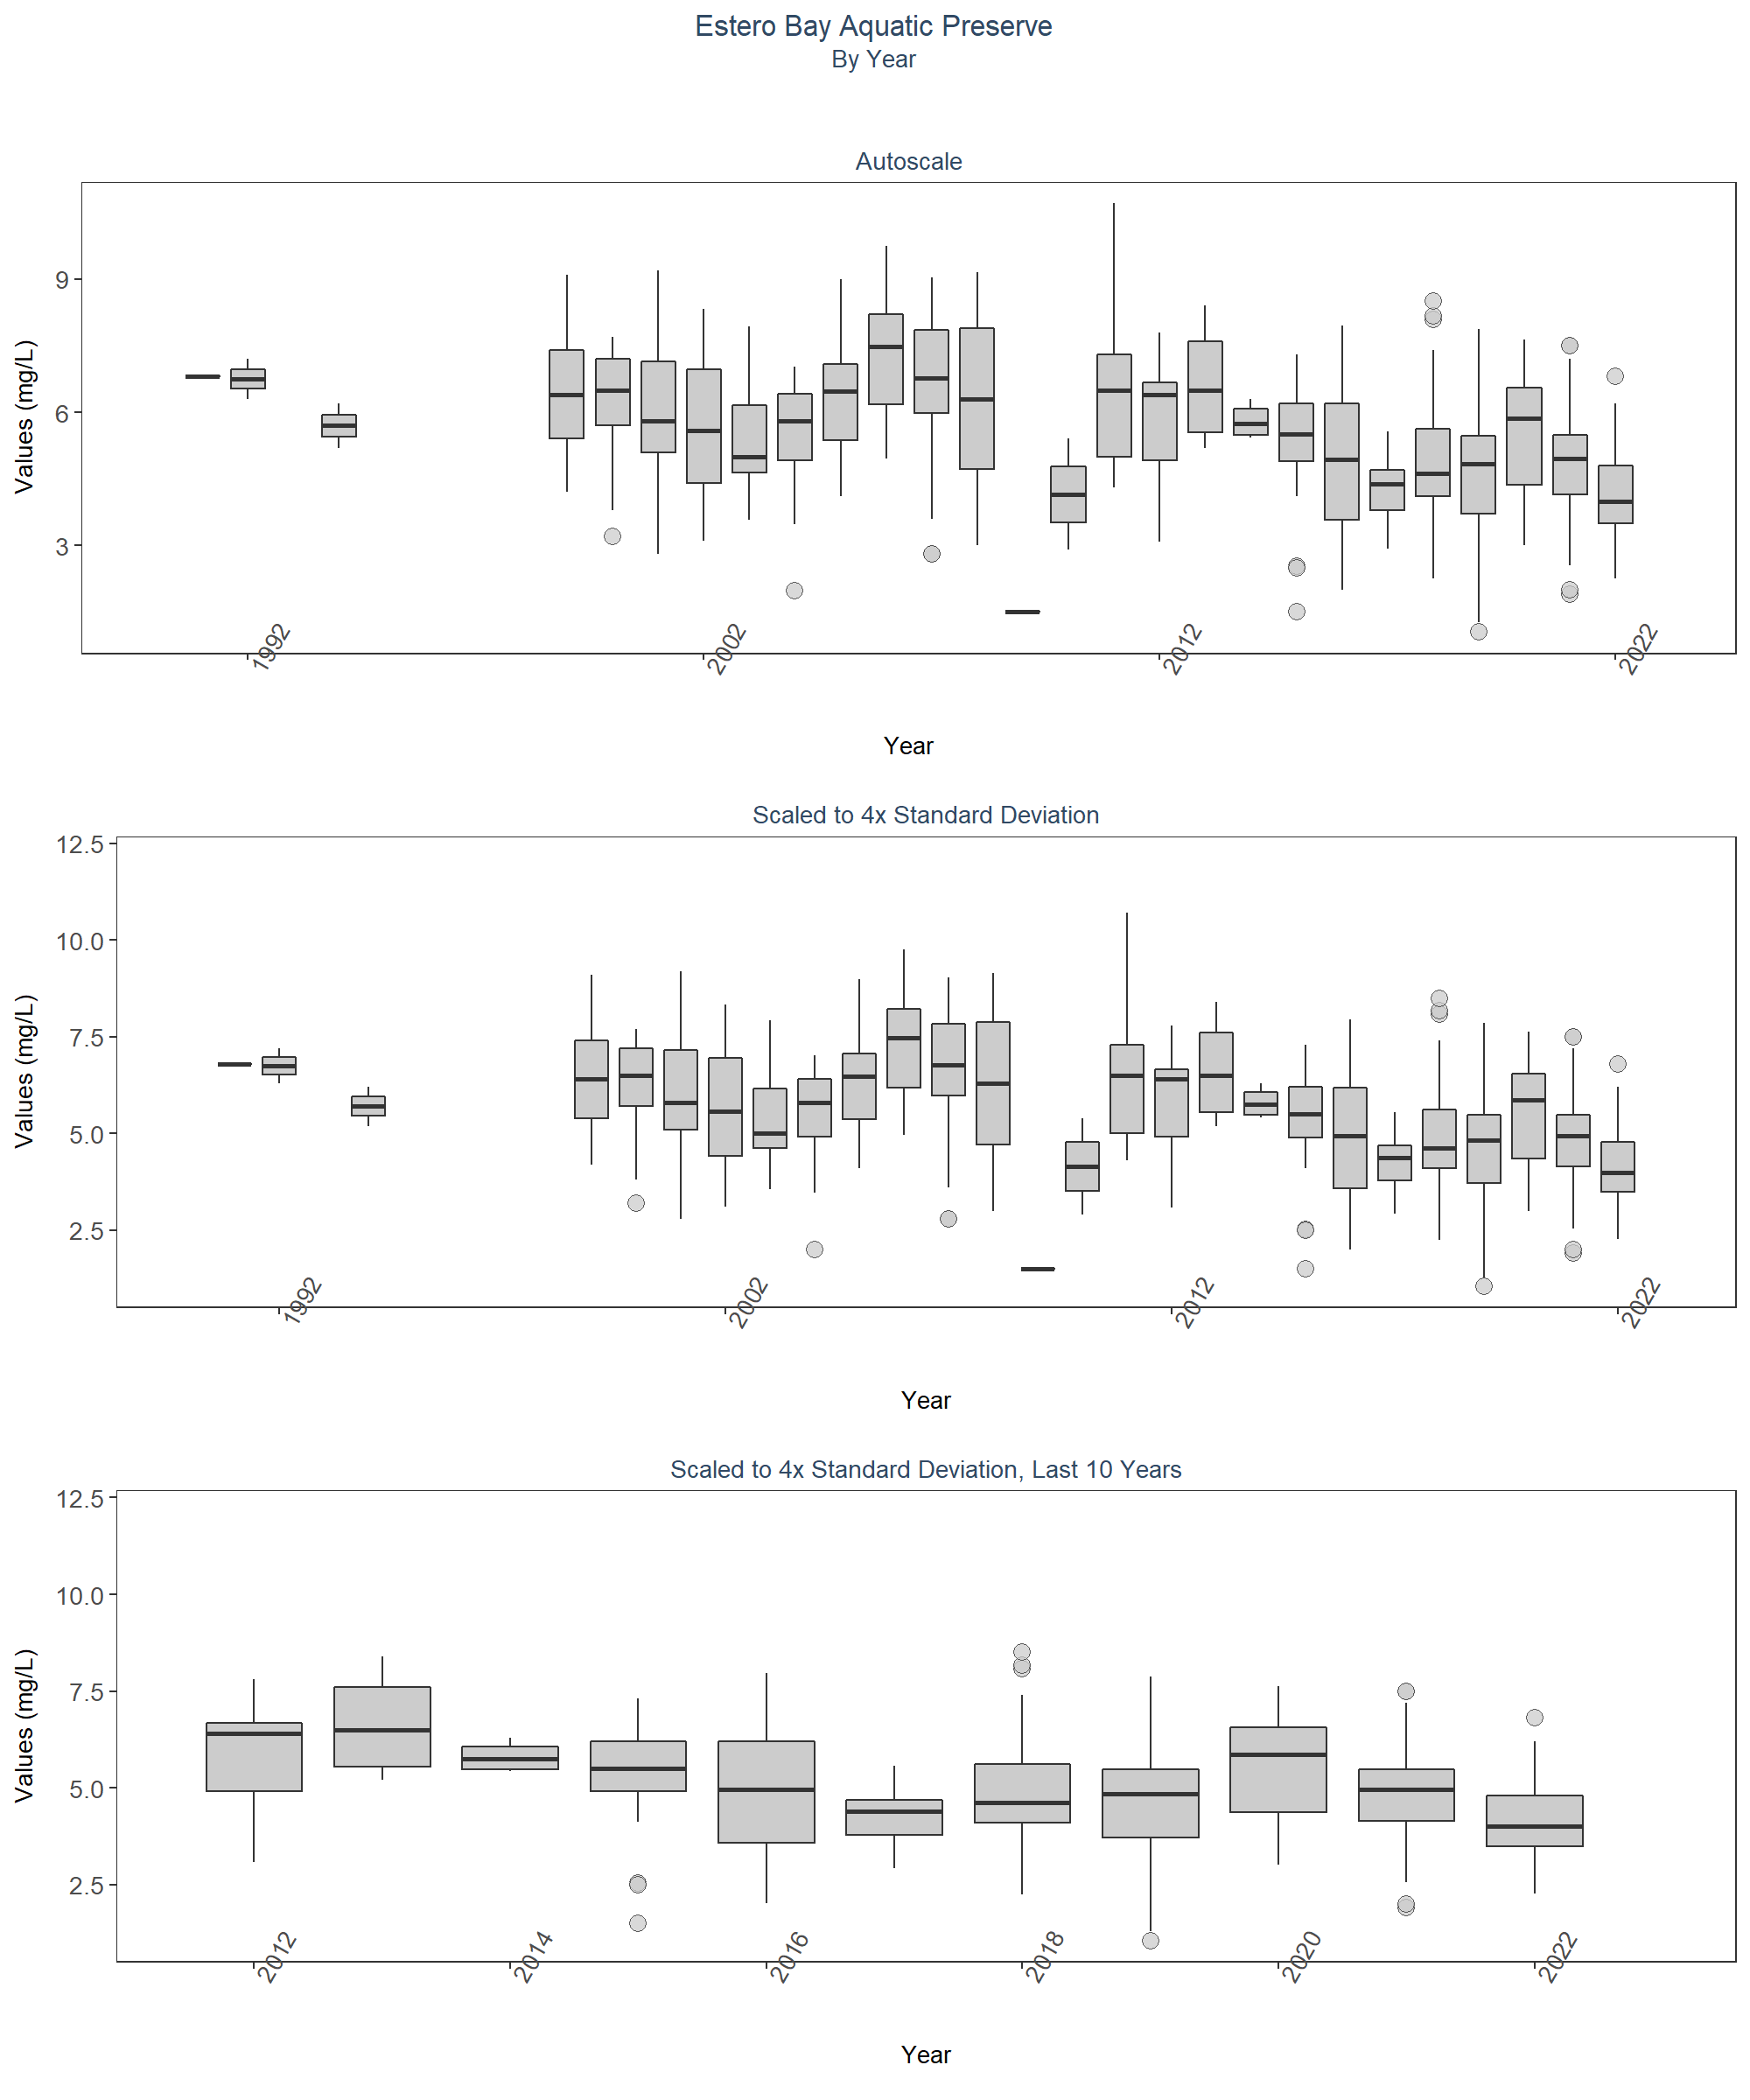 Estero Bay Aquatic Preserve
By Year
Autoscale
Values (mg/L)
9
6
3
1992 2002 2012 2022
Year
Scaled to 4x Standard Deviation
Values (mg/L)
12.5
10.0
7.5
5.0
2.5
1992 2002 2012 2022
Year
Scaled to 4x Standard Deviation, Last 10 Years
Values (mg/L)
12.5
10.0
7.5
5.0
2.5
2012 2014 2016 2018 2020 2022
Year